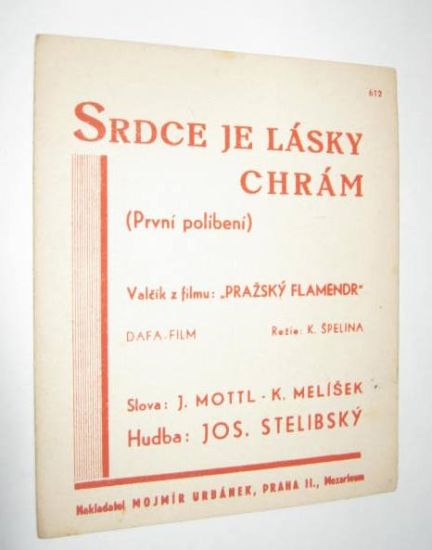 612
SRDCE JE LÁSKY
CHRÁM
(První políbení)
Valčík z filmu: „PRAŽSKÝ FLAMENDR"
DAFA-FILM Režie: K. ŠPELINA
Slova: J. MOTTL - K. MELÍŠEK
Hudba: JOS. STELIBSKÝ
Nakladatel MOJMÍR URBÁNEK, PRAHA II., Mozarteum